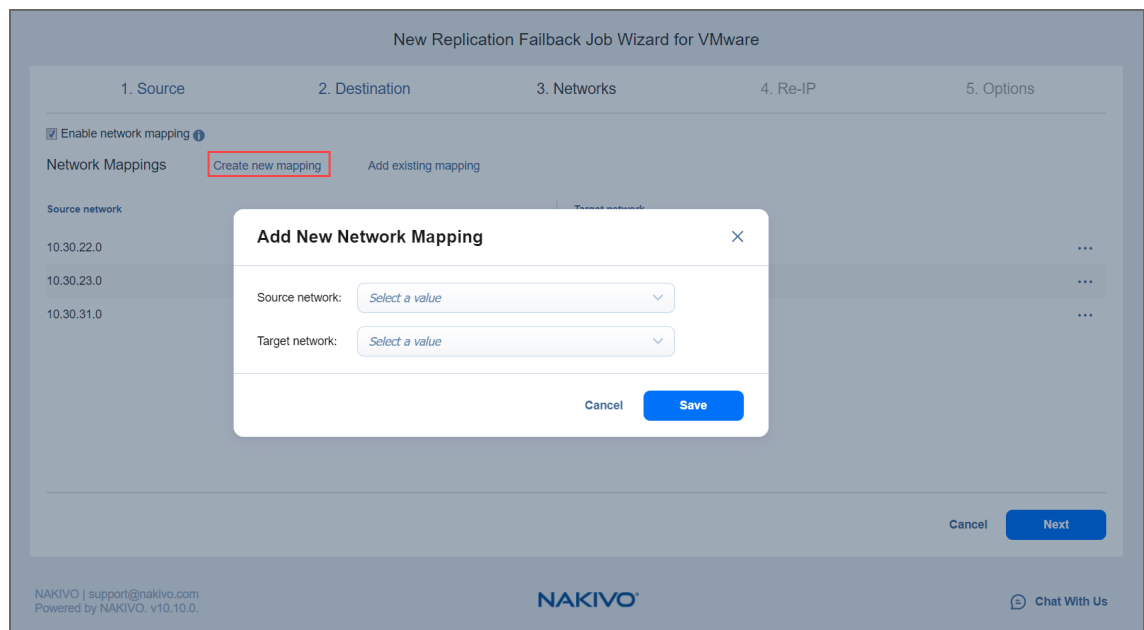 New Replication Failback Job Wizard for VMware
1. Source 2. Destination 3. Networks 4. Re-IP 5. Options
Enable network mapping
Network Mappings Create new mapping Add existing mapping
Source network Target network
10.30.22.0
10.30.23.0
10.30.31.0
Add New Network Mapping
Source network: Select a value
Target network: Select a value
Cancel Save
Cancel Next
NAKIVO | support@nakivo.com
Powered by NAKIVO. v10.10.0.
NAKIVO
Chat With Us